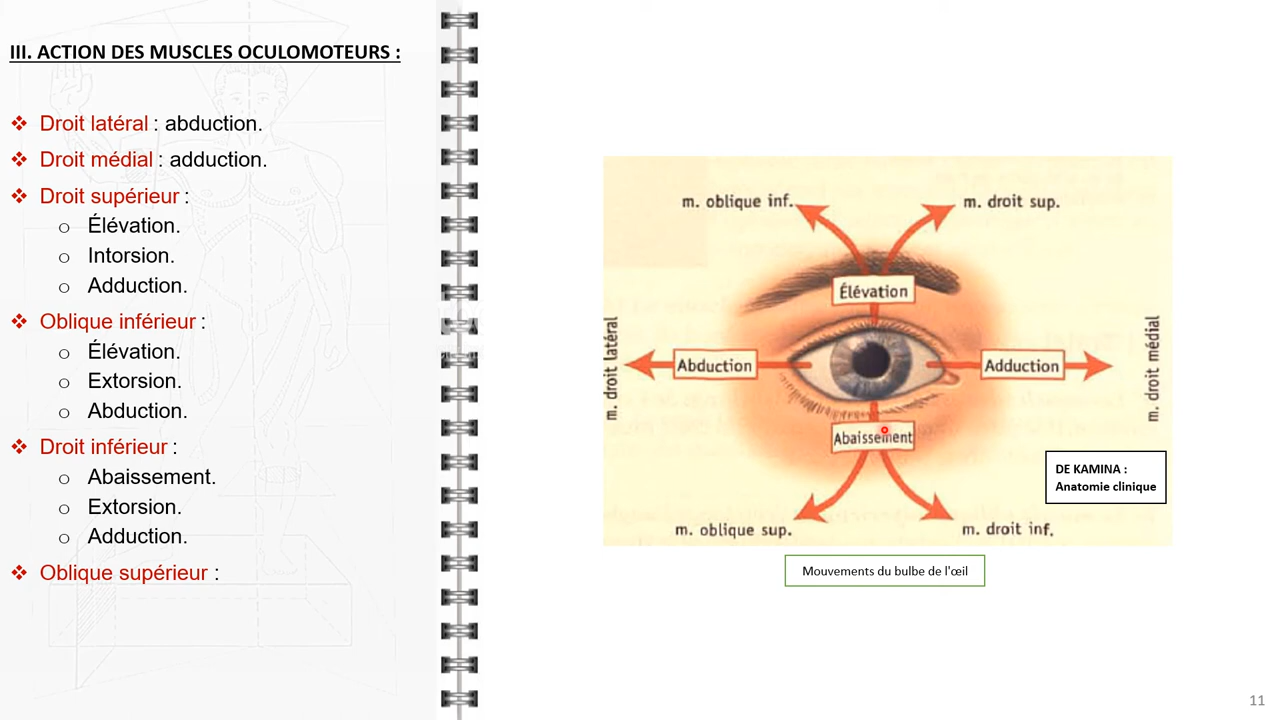 III. ACTION DES MUSCLES OCULOMOTEURS :
❖ Droit latéral : abduction.
❖ Droit médial : adduction.
❖ Droit supérieur :
o Élévation.
o Intorsion.
o Adduction.
❖ Oblique inférieur :
o Élévation.
o Extorsion.
o Abduction.
❖ Droit inférieur :
o Abaissement.
o Extorsion.
o Adduction.
❖ Oblique supérieur :
m. oblique inf.
m. droit sup.
Élévation
m. droit latéral
Abduction
Adduction
m. droit médial
Abaissement
DE KAMINA :
Anatomie clinique
m. oblique sup.
m. droit inf.
Mouvements du bulbe de l'œil
11